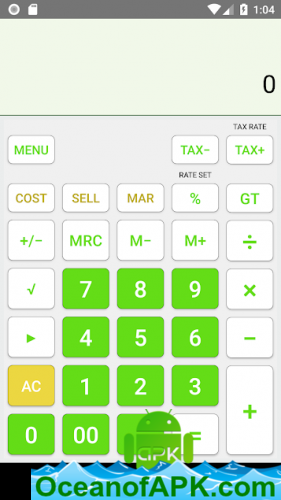 1:04
0
TAX RATE
MENU TAX− TAX+
RATE SET
COST SELL MAR % GT
+/− MRC M− M+ ÷
√ 7 8 9 ×
▶ 4 5 6 −
AC 1 2 3 +
0 00 =
APK
OceanofAPK.com